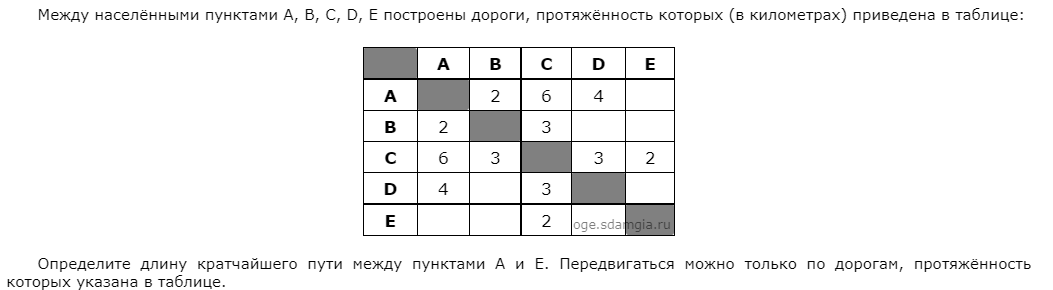 Между населёнными пунктами А, В, С, D, Е построены дороги, протяжённость которых (в километрах) приведена в таблице:
A B C D E
A 2 6 4
B 2 3
C 6 3 3 2
D 4 3
E 2 oge.sdamgia.ru
Определите длину кратчайшего пути между пунктами А и Е. Передвигаться можно только по дорогам, протяжённость
которых указана в таблице.